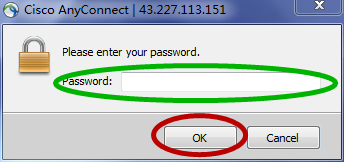 Cisco AnyConnect | 43.227.113.151
Please enter your password.
Password:
OK
Cancel